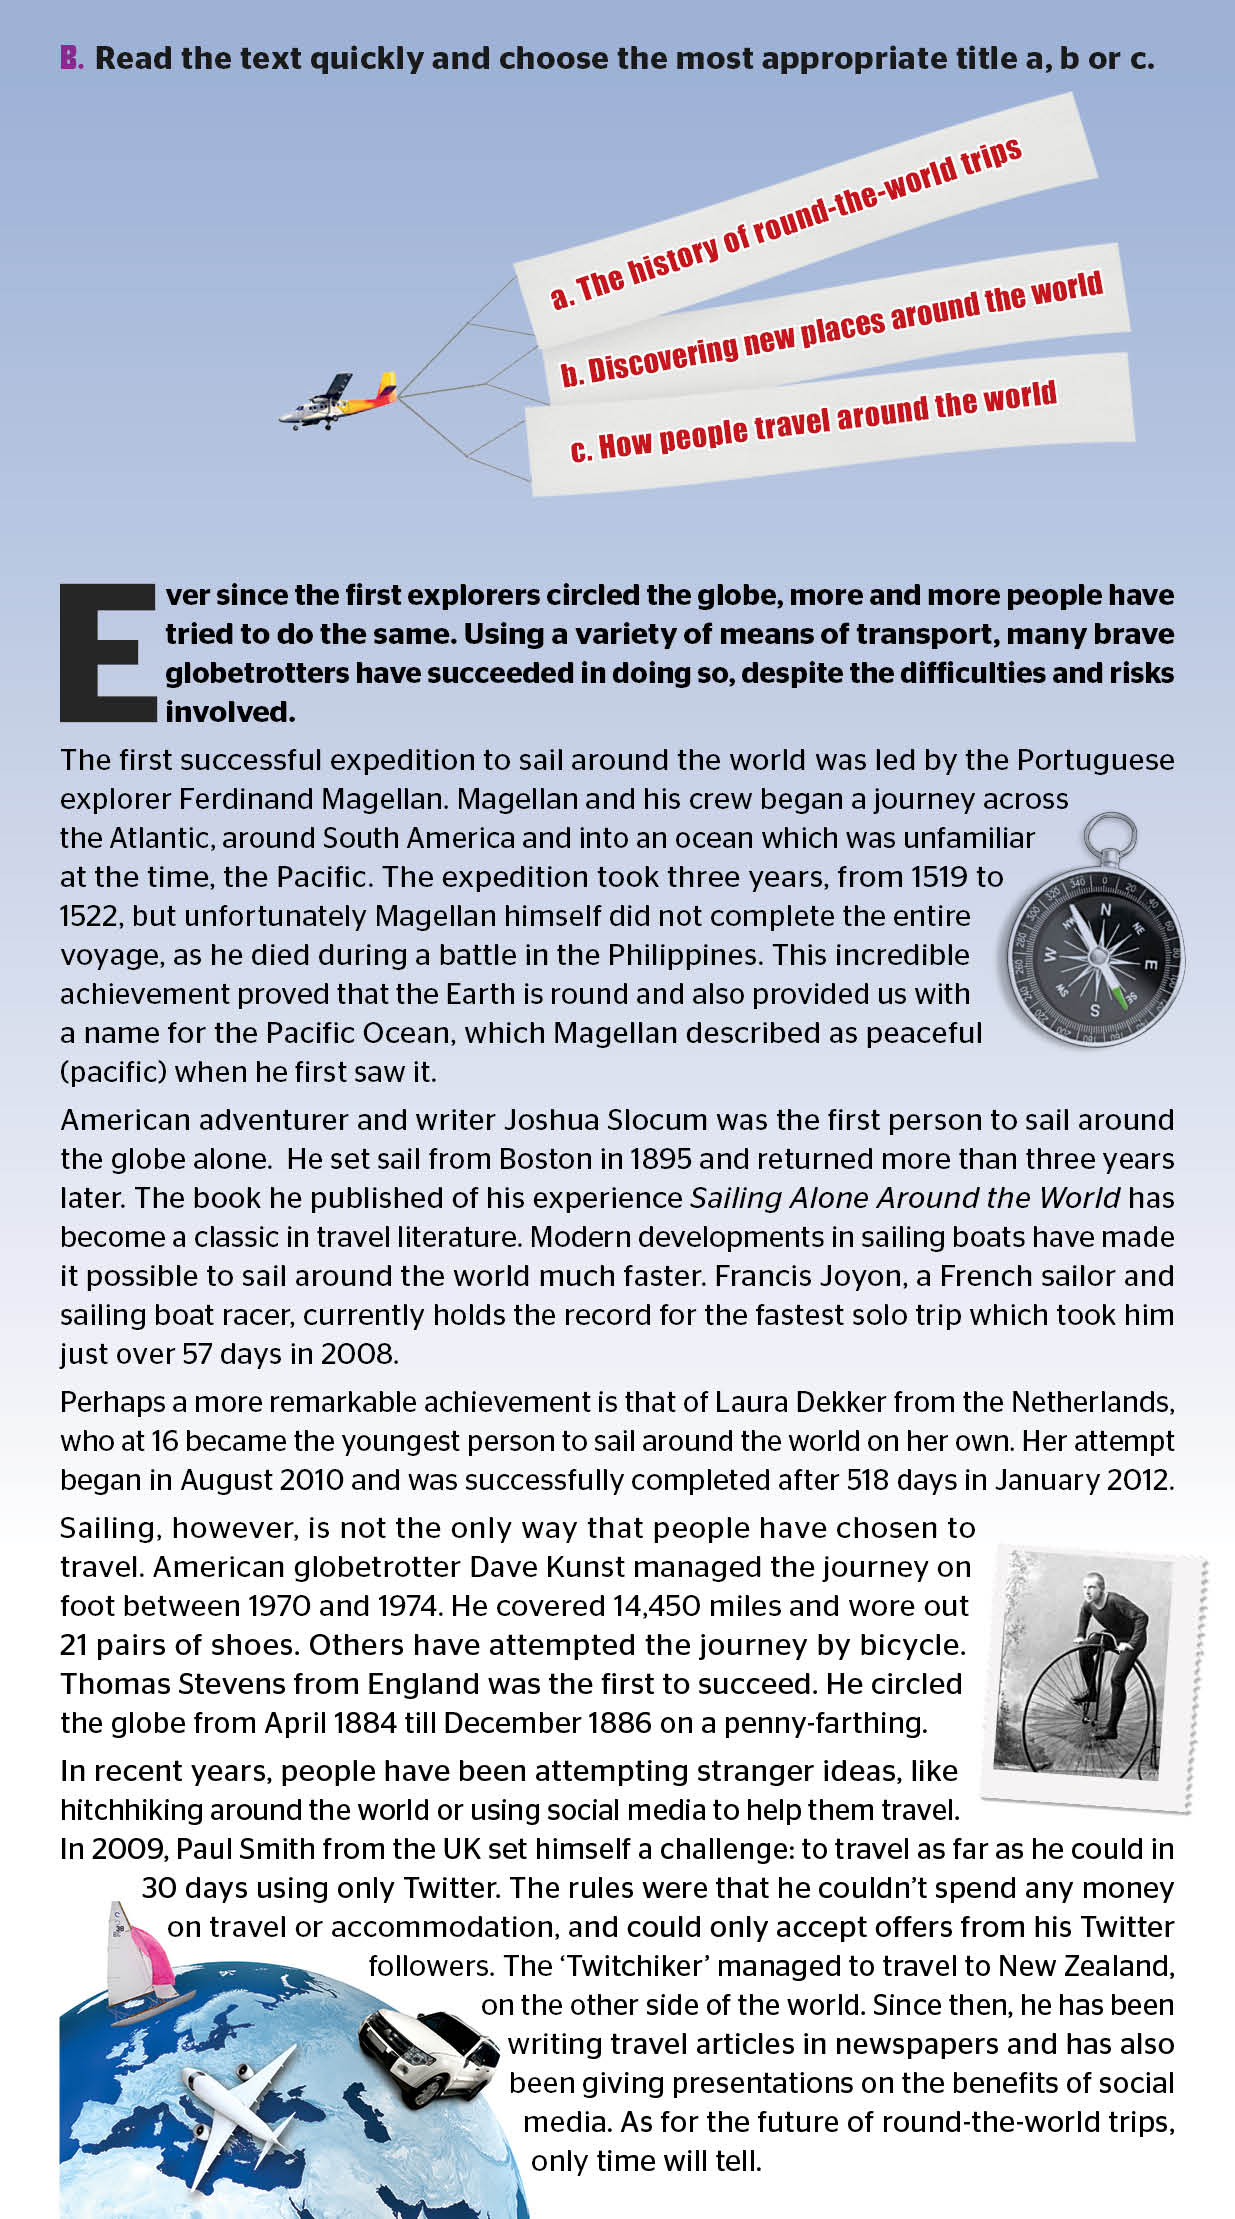 B. Read the text quickly and choose the most appropriate title a, b or c.
a. The history of round-the-world trips
b. Discovering new places around the world
c. How people travel around the world
Ever since the first explorers circled the globe, more and more people have
tried to do the same. Using a variety of means of transport, many brave
globetrotters have succeeded in doing so, despite the difficulties and risks
involved.
The first successful expedition to sail around the world was led by the Portuguese
explorer Ferdinand Magellan. Magellan and his crew began a journey across
the Atlantic, around South America and into an ocean which was unfamiliar
at the time, the Pacific. The expedition took three years, from 1519 to
1522, but unfortunately Magellan himself did not complete the entire
voyage, as he died during a battle in the Philippines. This incredible
achievement proved that the Earth is round and also provided us with
a name for the Pacific Ocean, which Magellan described as peaceful
(pacific) when he first saw it.
N
NE
E
SE
S
SW
W
NW
American adventurer and writer Joshua Slocum was the first person to sail around
the globe alone. He set sail from Boston in 1895 and returned more than three years
later. The book he published of his experience Sailing Alone Around the World has
become a classic in travel literature. Modern developments in sailing boats have made
it possible to sail around the world much faster. Francis Joyon, a French sailor and
sailing boat racer, currently holds the record for the fastest solo trip which took him
just over 57 days in 2008.
Perhaps a more remarkable achievement is that of Laura Dekker from the Netherlands,
who at 16 became the youngest person to sail around the world on her own. Her attempt
began in August 2010 and was successfully completed after 518 days in January 2012.
Sailing, however, is not the only way that people have chosen to
travel. American globetrotter Dave Kunst managed the journey on
foot between 1970 and 1974. He covered 14,450 miles and wore out
21 pairs of shoes. Others have attempted the journey by bicycle.
Thomas Stevens from England was the first to succeed. He circled
the globe from April 1884 till December 1886 on a penny-farthing.
In recent years, people have been attempting stranger ideas, like
hitchhiking around the world or using social media to help them travel.
In 2009, Paul Smith from the UK set himself a challenge: to travel as far as he could in
30 days using only Twitter. The rules were that he couldn't spend any money
on travel or accommodation, and could only accept offers from his Twitter
followers. The 'Twitchiker' managed to travel to New Zealand,
on the other side of the world. Since then, he has been
writing travel articles in newspapers and has also
been giving presentations on the benefits of social
media. As for the future of round-the-world trips,
only time will tell.